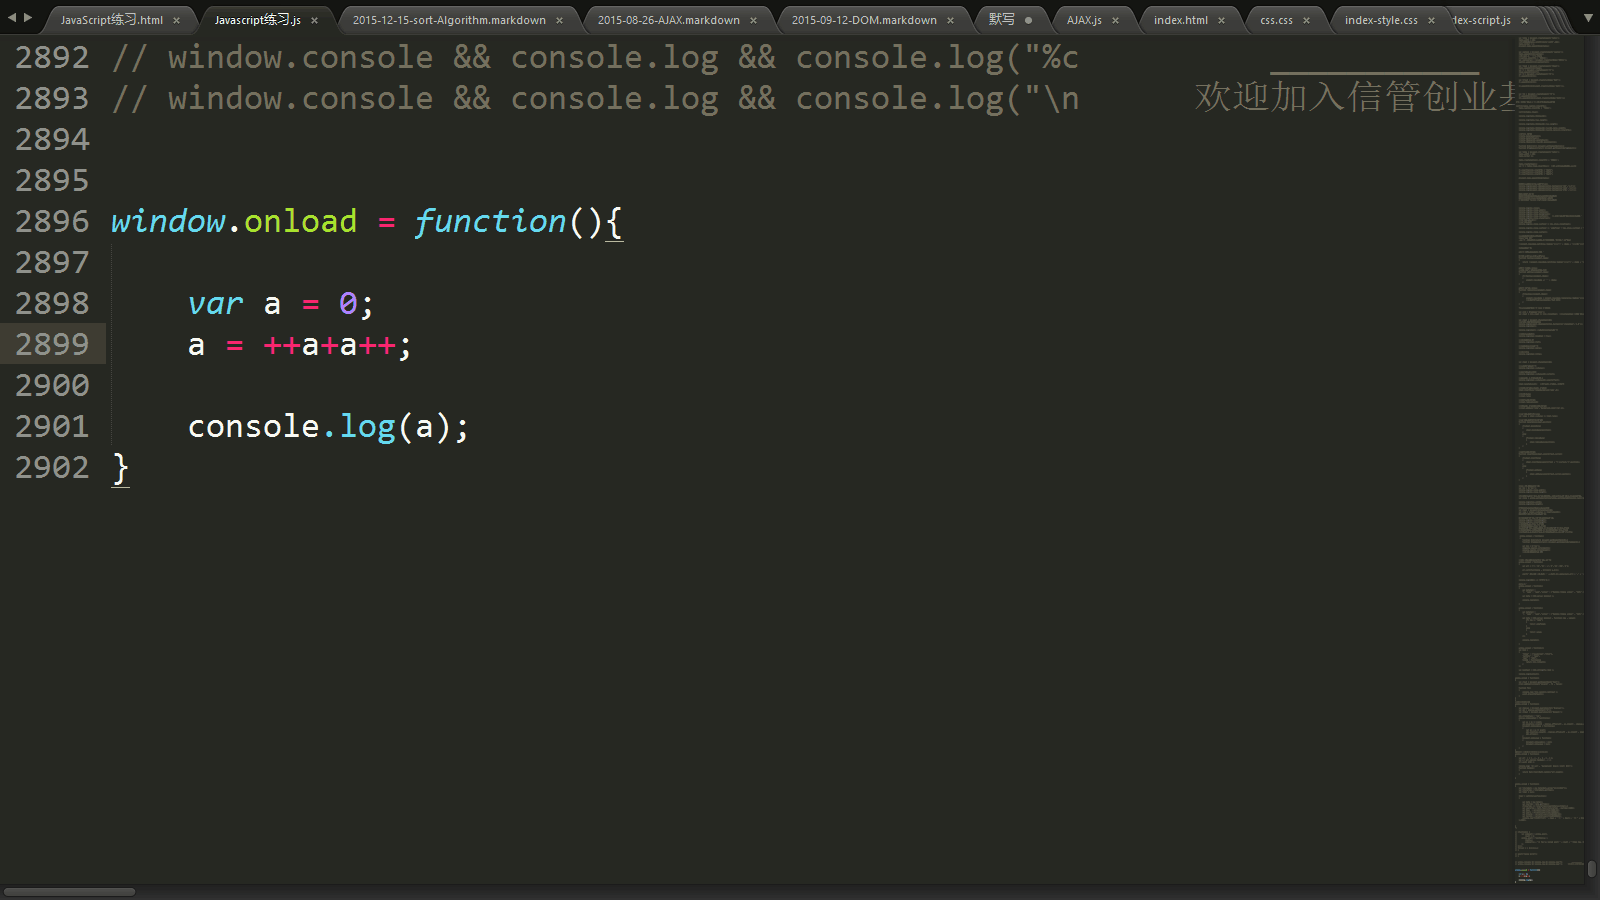 JavaScript练习.html × Javascript练习.js × 2015-12-15-sort-Algorithm.markdown × 2015-08-26-AJAX.markdown × 2015-09-12-DOM.markdown × 默写 AJAX.js × index.html × css.css × index-style.css × dex-script.js ×
2892 // window.console && console.log && console.log("%c
2893 // window.console && console.log && console.log("\n 欢迎加入信管创业基
2894
2895
2896 window.onload = function(){
2897
2898 var a = 0;
2899 a = ++a+a++;
2900
2901 console.log(a);
2902 }